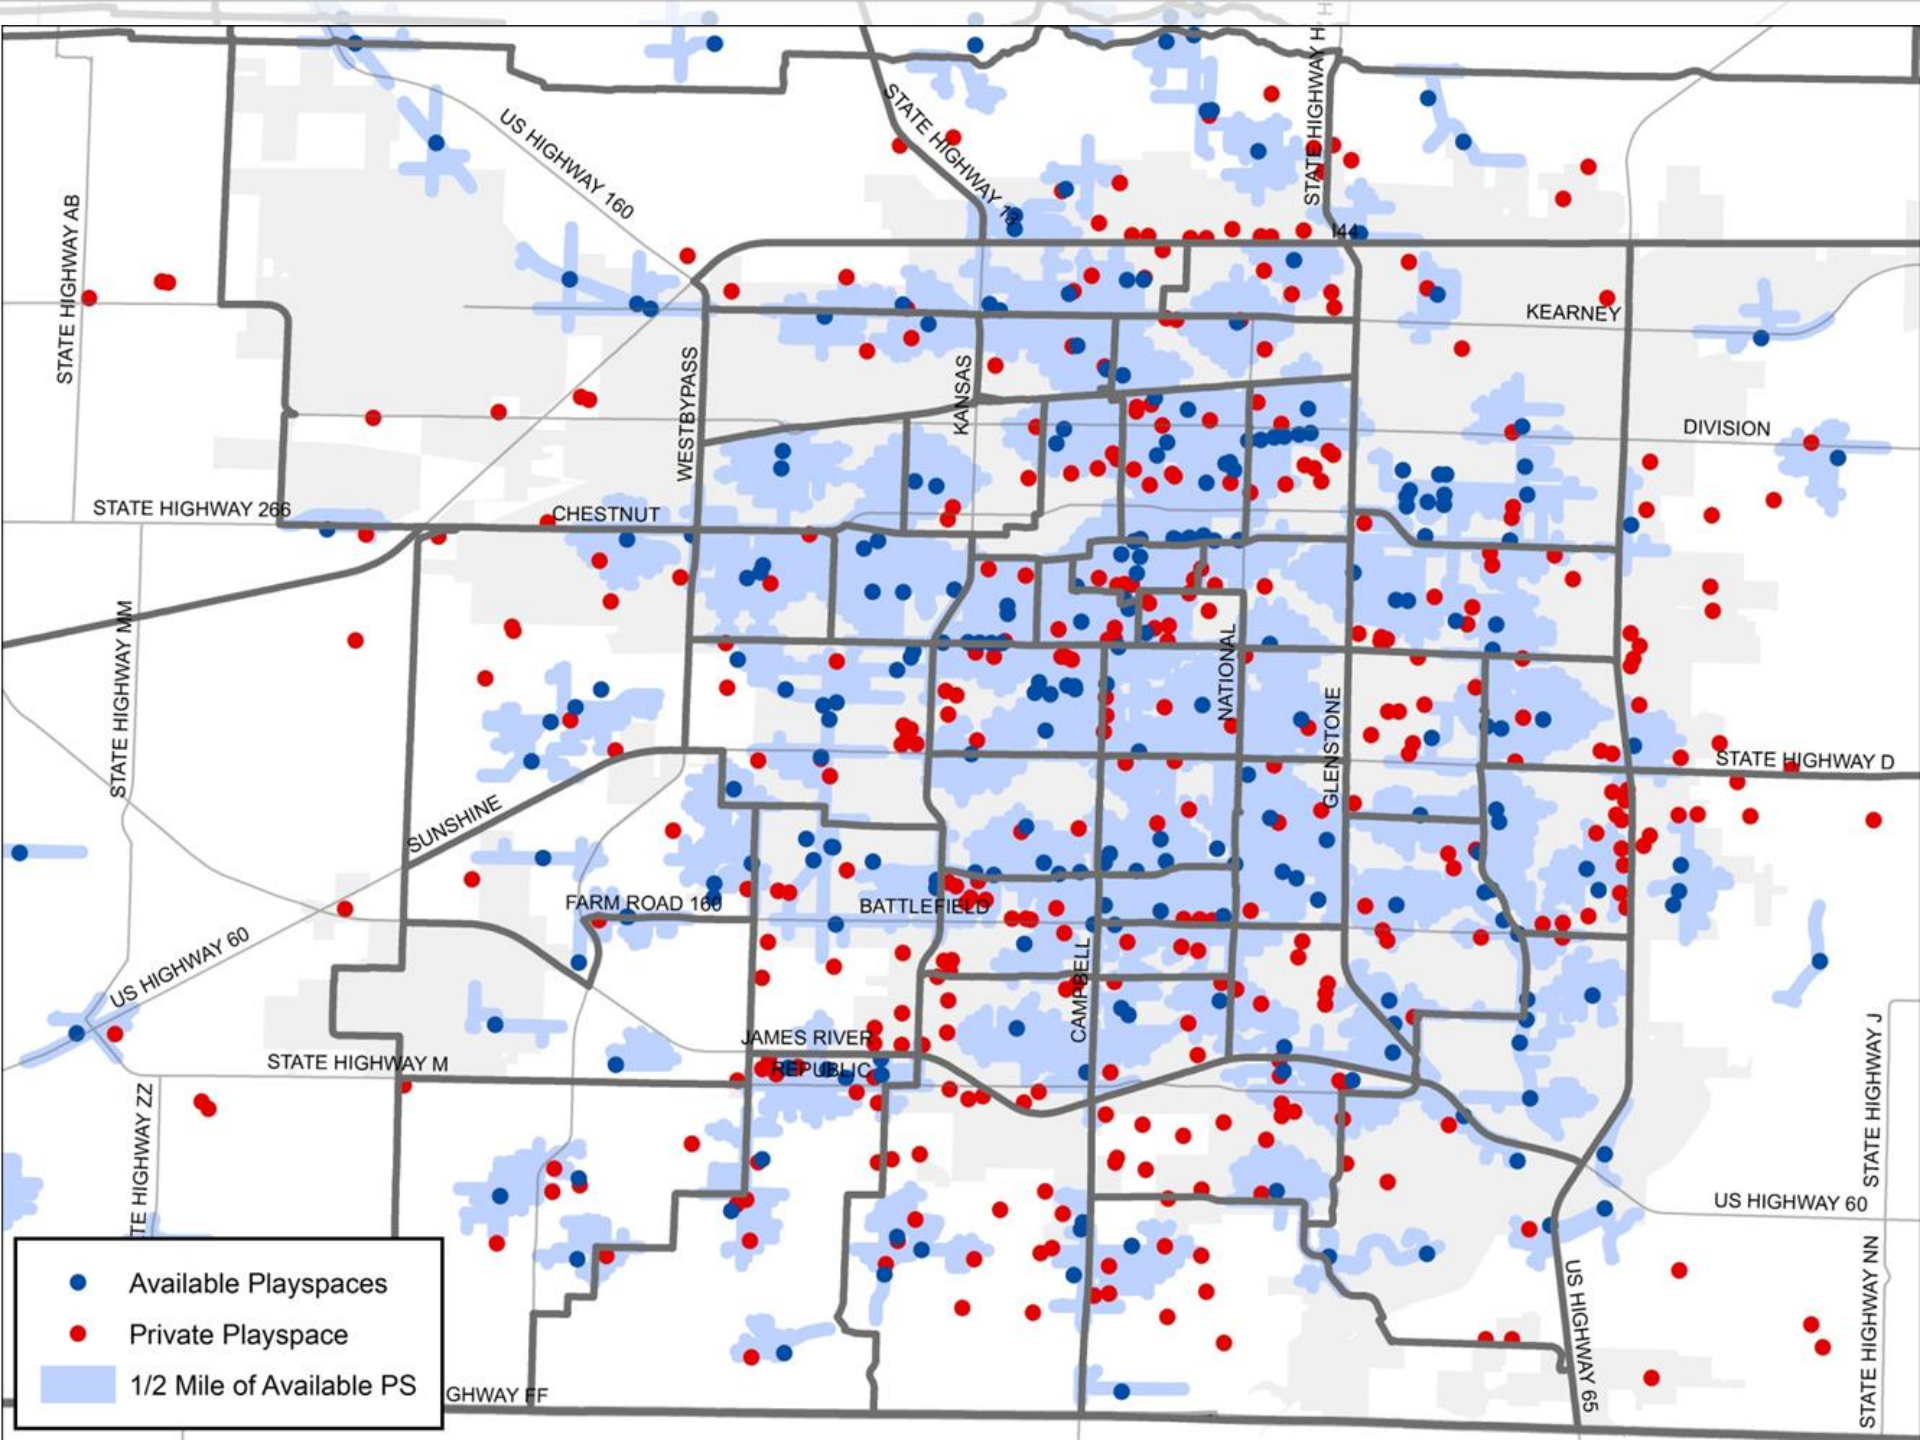 STATE HIGHWAY H
H
US HIGHWAY 160
STATE HIGHWAY 13
STATE HIGHWAY AB
I44
KEARNEY
WESTBYPASS
KANSAS
DIVISION
STATE HIGHWAY 266
CHESTNUT
STATE HIGHWAY MM
NATIONAL
GLENSTONE
STATE HIGHWAY D
SUNSHINE
FARM ROAD 160
BATTLEFIELD
US HIGHWAY 60
CAMPBELL
JAMES RIVER
REPUBLIC
STATE HIGHWAY M
STATE HIGHWAY J
TE HIGHWAY ZZ
US HIGHWAY 60
STATE HIGHWAY NN
US HIGHWAY 65
Available Playspaces
Private Playspace
1/2 Mile of Available PS
GHWAY FF